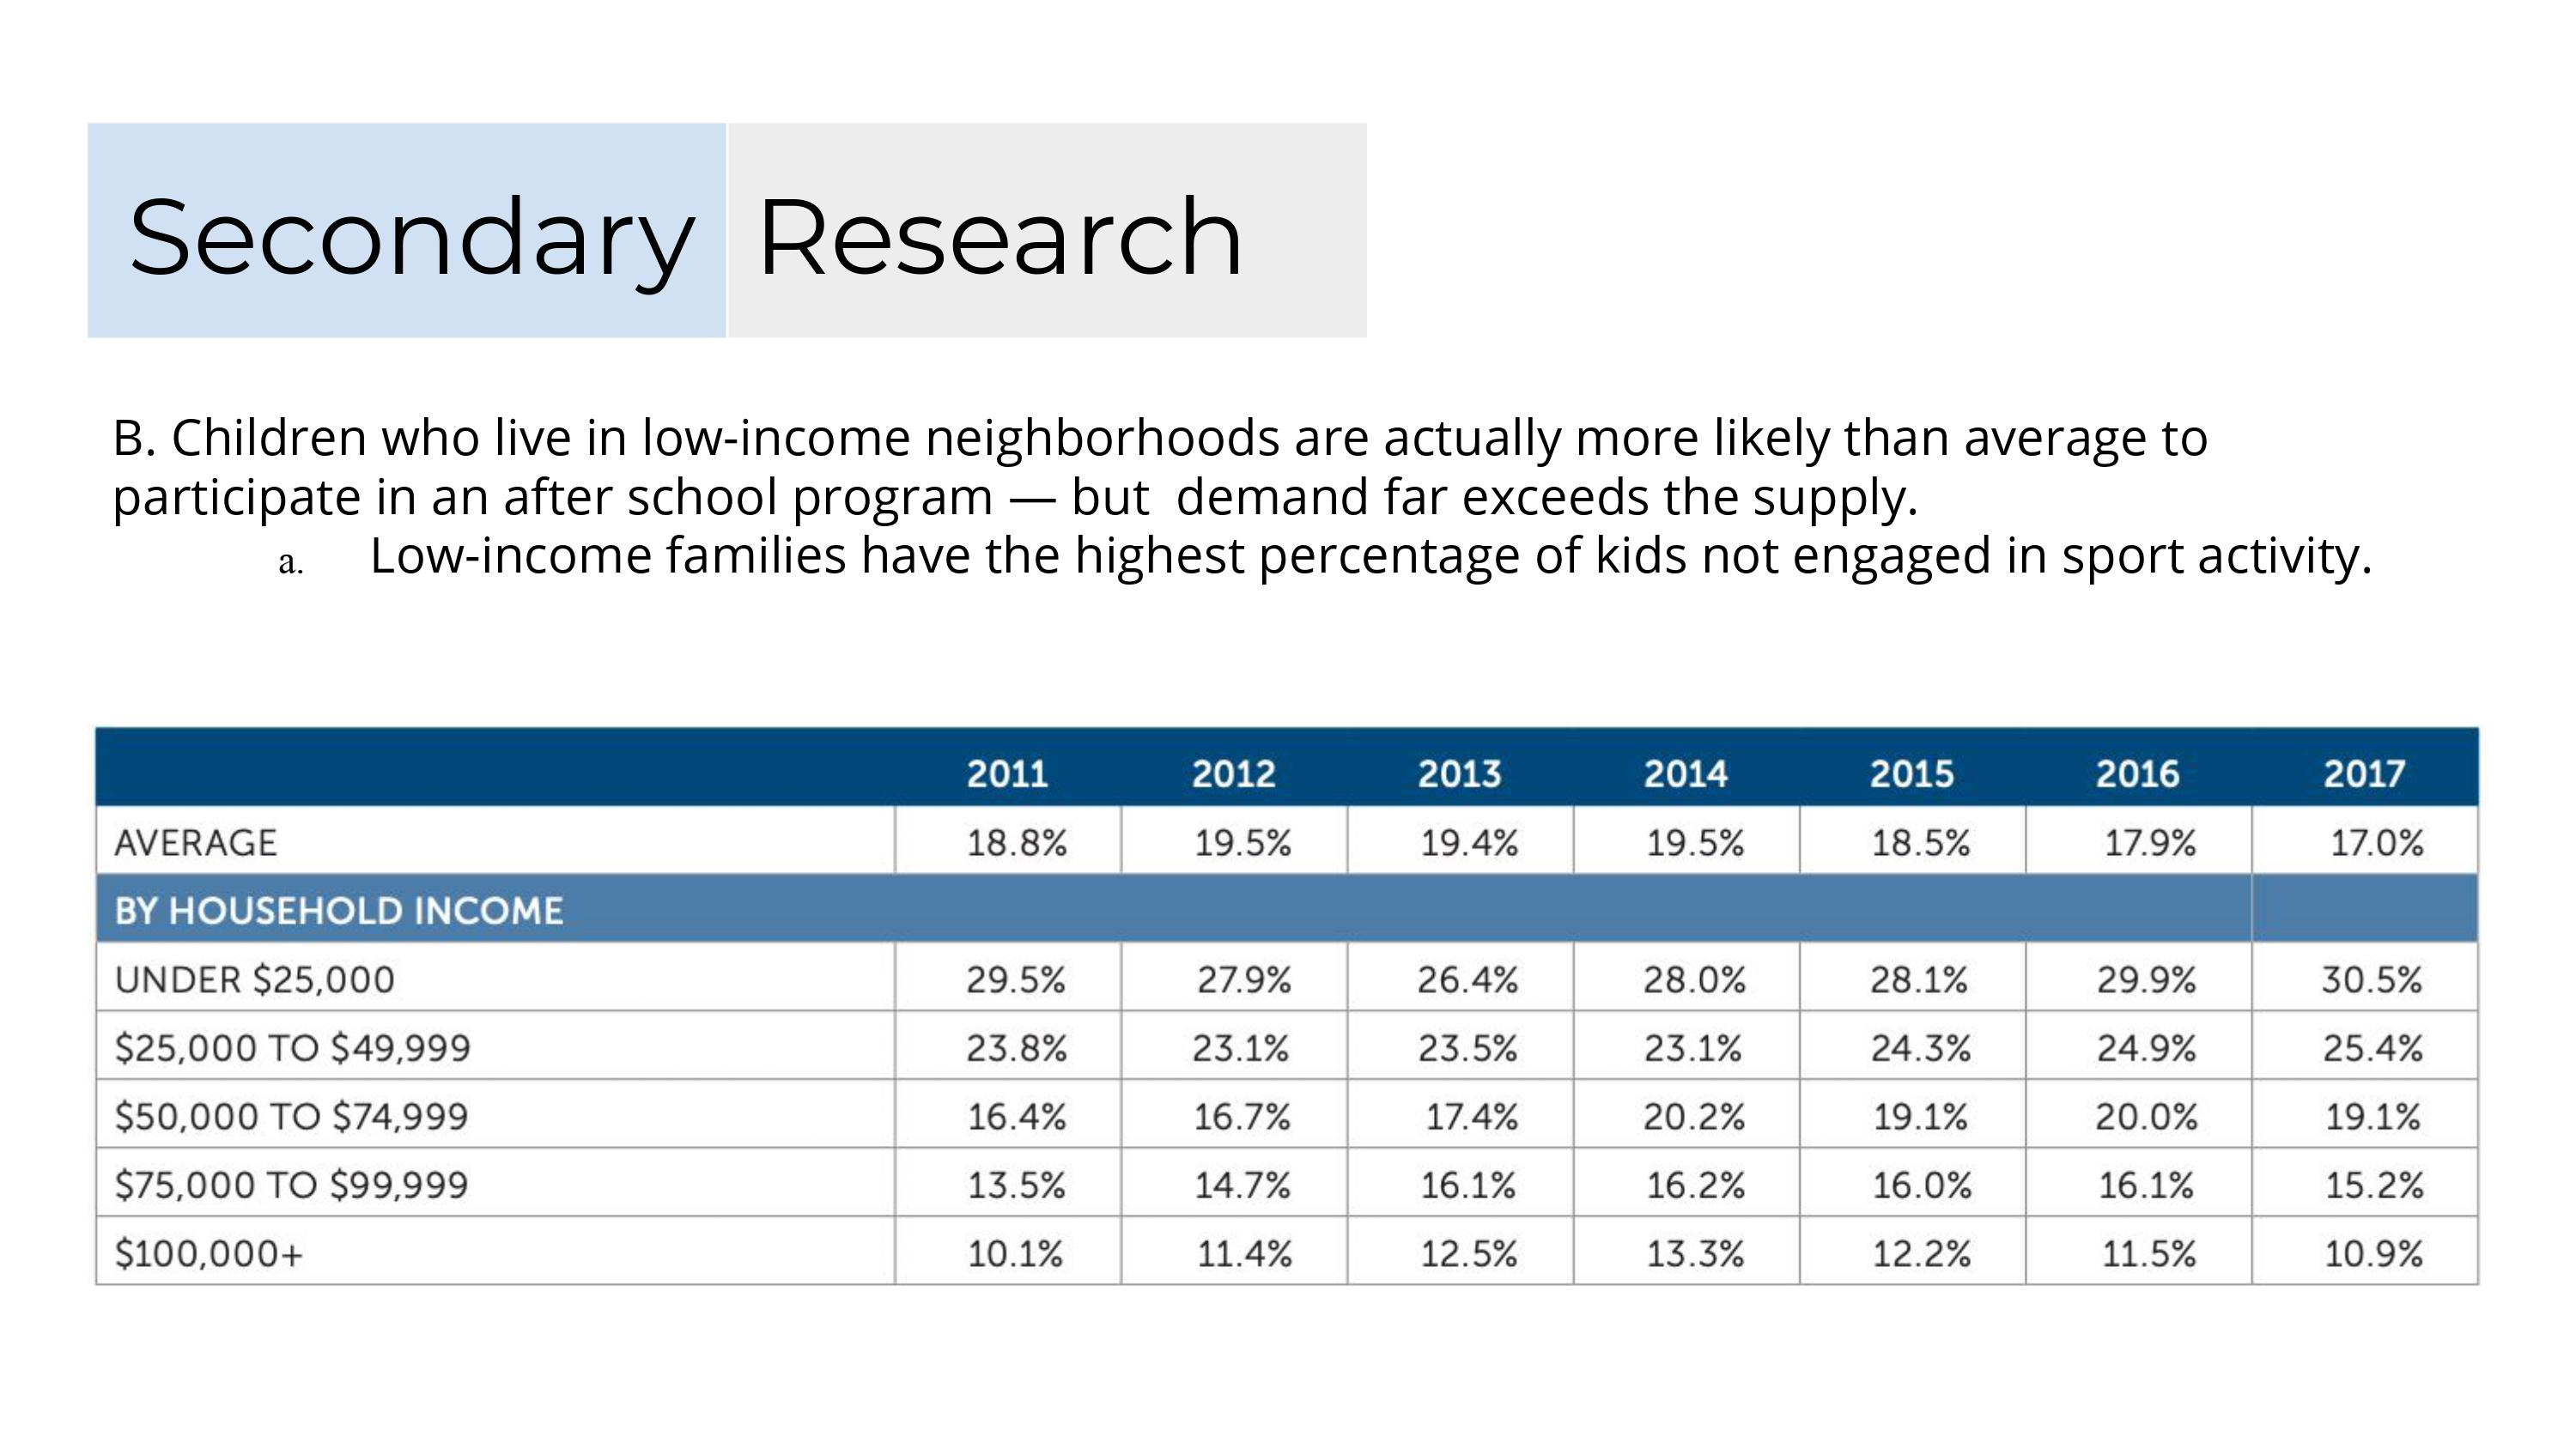 Secondary Research
B. Children who live in low-income neighborhoods are actually more likely than average to
participate in an after school program — but  demand far exceeds the supply.
a. Low-income families have the highest percentage of kids not engaged in sport activity.
2011 2012 2013 2014 2015 2016 2017
AVERAGE 18.8% 19.5% 19.4% 19.5% 18.5% 17.9% 17.0%
BY HOUSEHOLD INCOME
UNDER $25,000 29.5% 27.9% 26.4% 28.0% 28.1% 29.9% 30.5%
$25,000 TO $49,999 23.8% 23.1% 23.5% 23.1% 24.3% 24.9% 25.4%
$50,000 TO $74,999 16.4% 16.7% 17.4% 20.2% 19.1% 20.0% 19.1%
$75,000 TO $99,999 13.5% 14.7% 16.1% 16.2% 16.0% 16.1% 15.2%
$100,000+ 10.1% 11.4% 12.5% 13.3% 12.2% 11.5% 10.9%